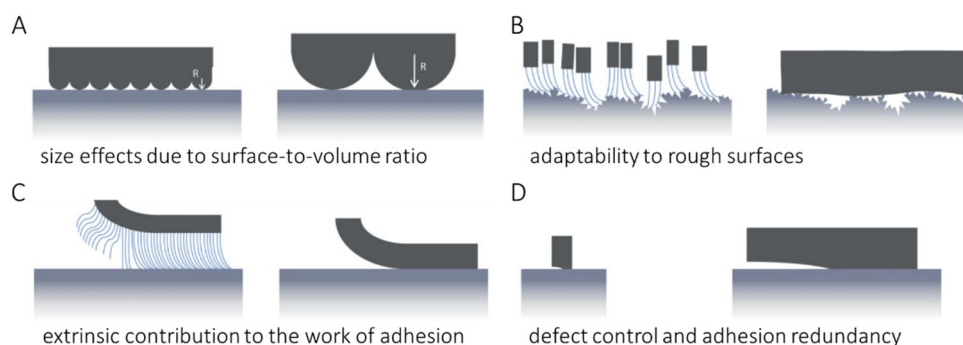 A
B
R
R
size effects due to surface-to-volume ratio
adaptability to rough surfaces
C
D
extrinsic contribution to the work of adhesion
defect control and adhesion redundancy